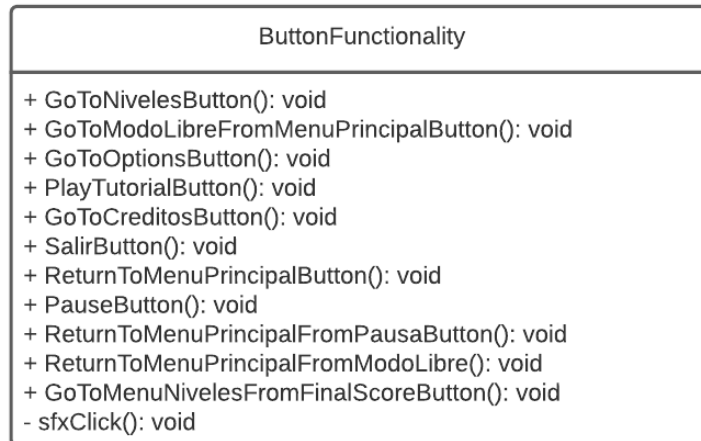 ButtonFunctionality
+ GoToNivelesButton(): void
+ GoToModoLibreFromMenuPrincipalButton(): void
+ GoToOptionsButton(): void
+ PlayTutorialButton(): void
+ GoToCreditosButton(): void
+ SalirButton(): void
+ ReturnToMenuPrincipalButton(): void
+ PauseButton(): void
+ ReturnToMenuPrincipalFromPausaButton(): void
+ ReturnToMenuPrincipalFromModoLibre(): void
+ GoToMenuNivelesFromFinalScoreButton(): void
- sfxClick(): void